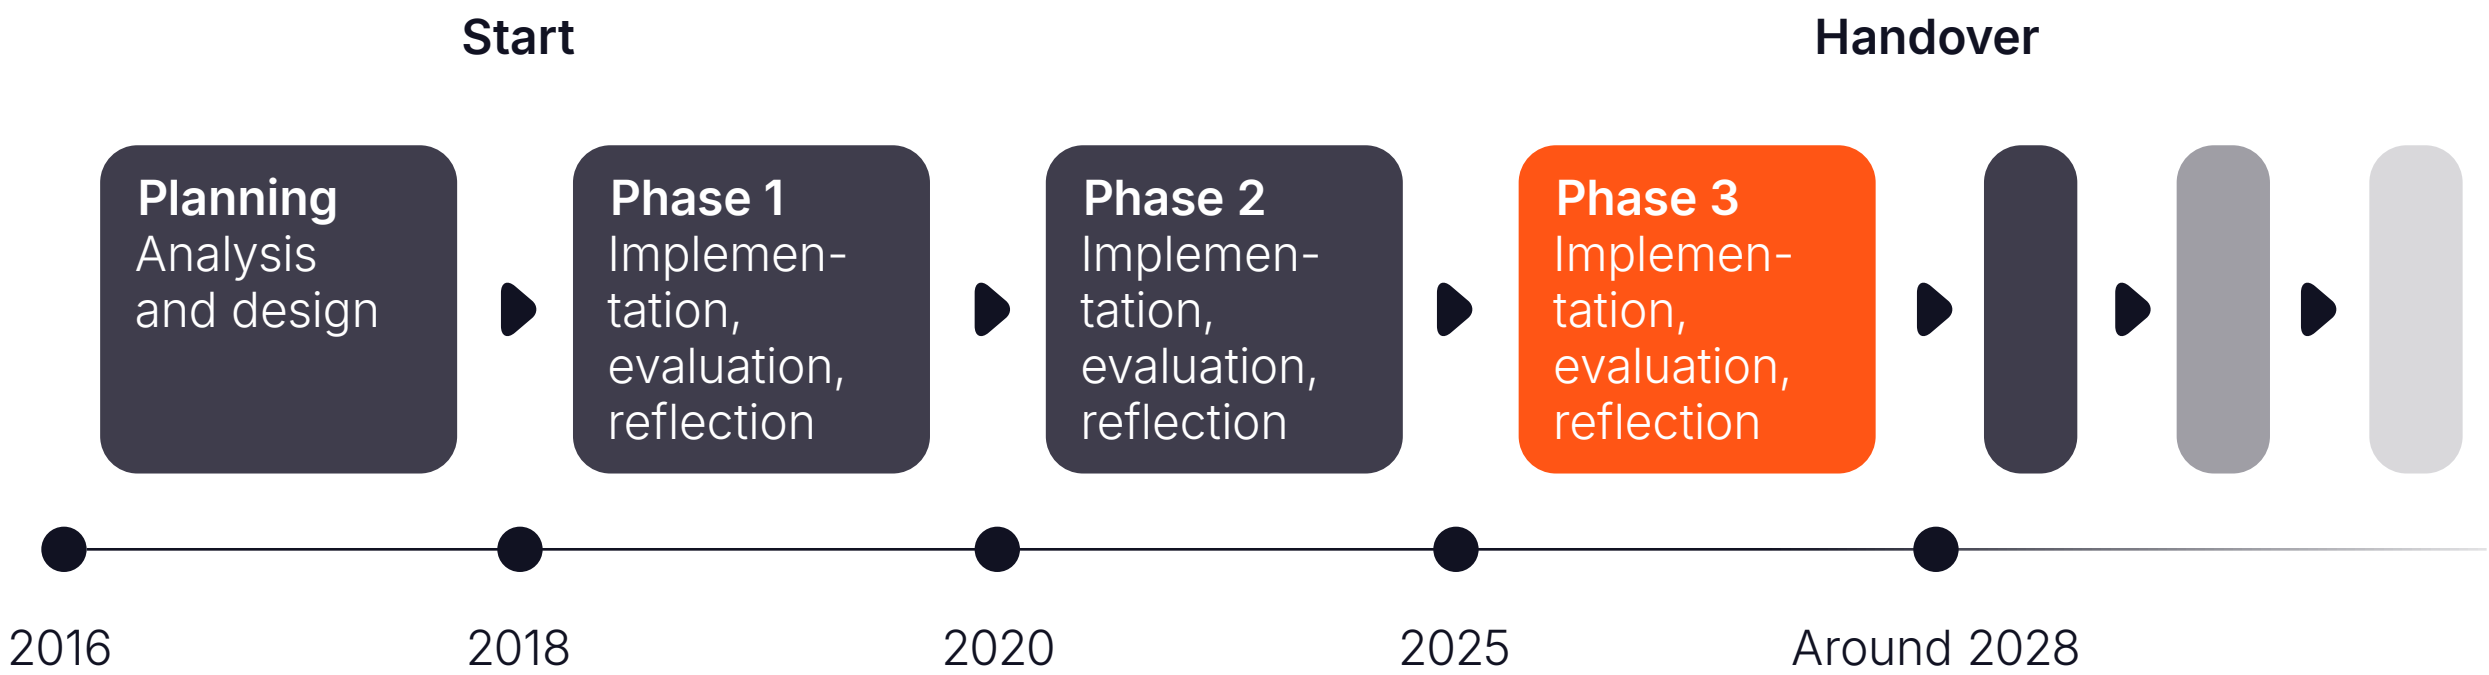 Start
Handover
Planning
Analysis
and design
Phase 1
Implemen-
tation,
evaluation,
reflection
Phase 2
Implemen-
tation,
evaluation,
reflection
Phase 3
Implemen-
tation,
evaluation,
reflection
2016
2018
2020
2025
Around 2028